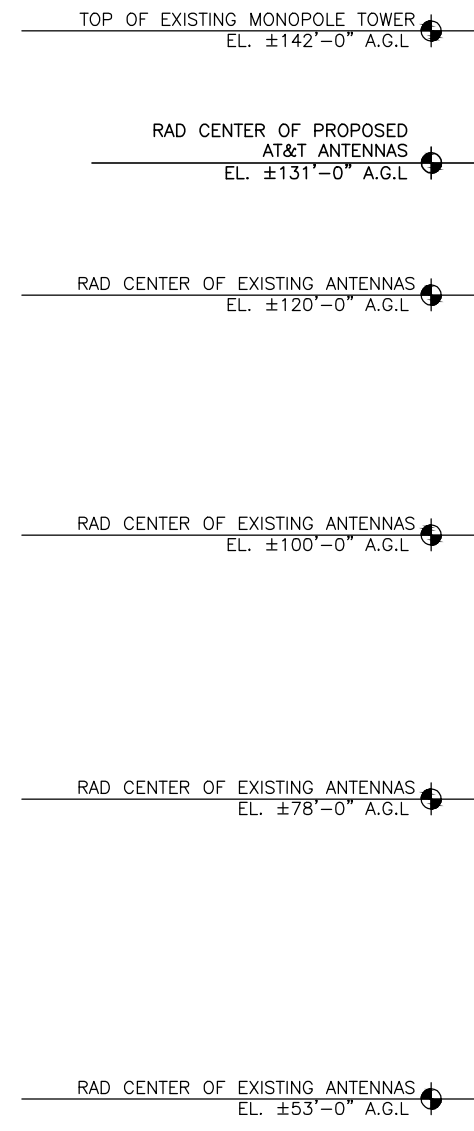 TOP OF EXISTING MONOPOLE TOWER
EL. ±142'-0" A.G.L
RAD CENTER OF PROPOSED
AT&T ANTENNAS
EL. ±131'-0" A.G.L
RAD CENTER OF EXISTING ANTENNAS
EL. ±120'-0" A.G.L
RAD CENTER OF EXISTING ANTENNAS
EL. ±100'-0" A.G.L
RAD CENTER OF EXISTING ANTENNAS
EL. ±78'-0" A.G.L
RAD CENTER OF EXISTING ANTENNAS
EL. ±53'-0" A.G.L